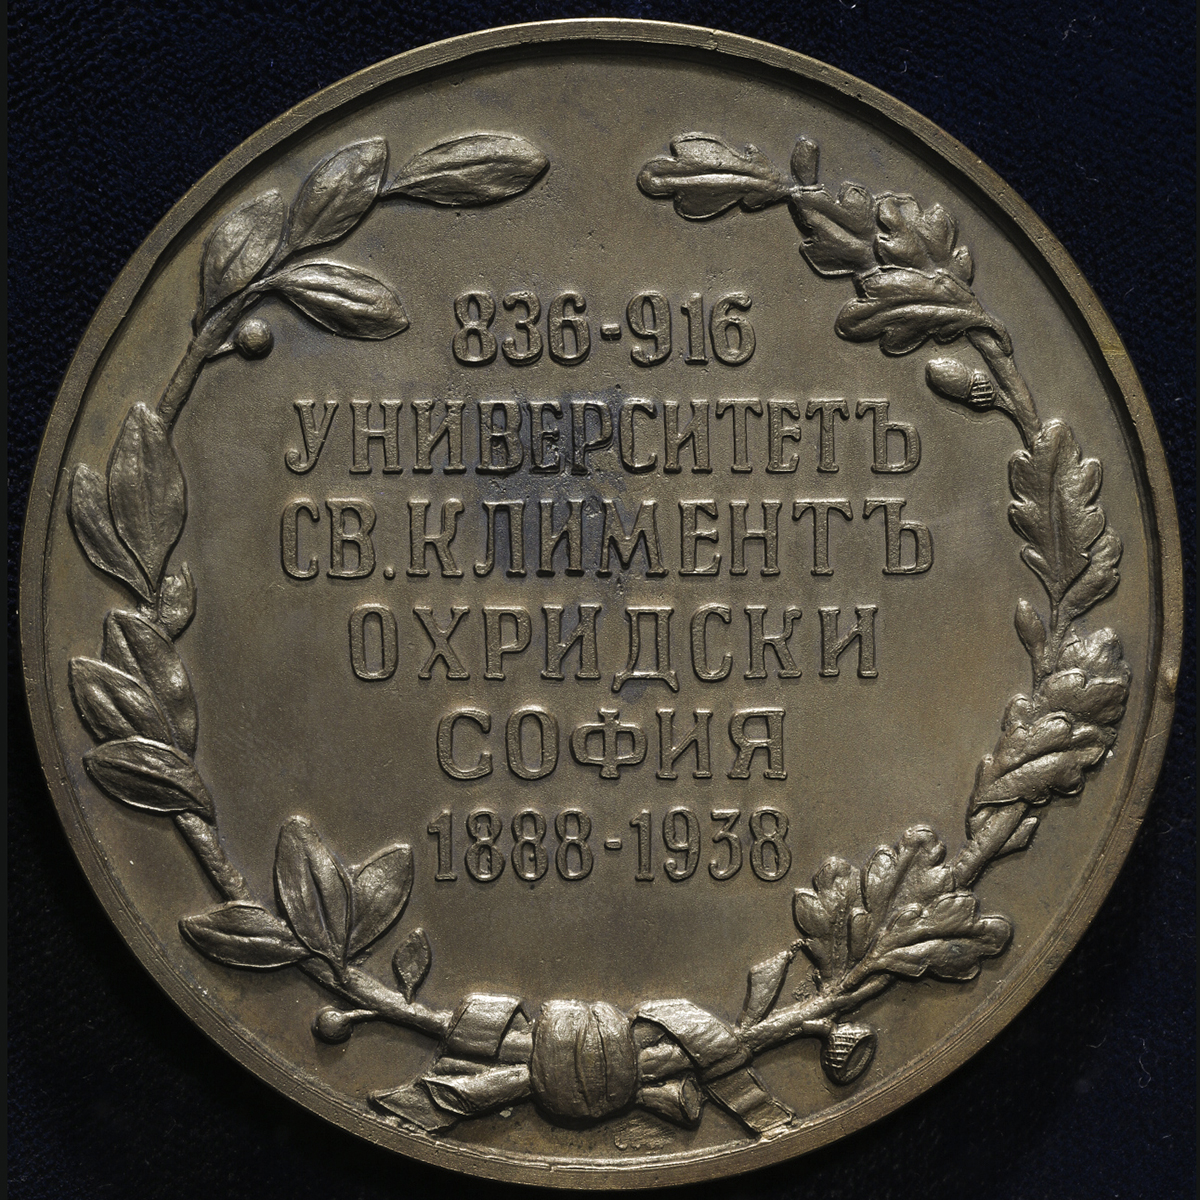 836-916
УНИВЕРСИТЕТЪ
СВ.КЛИМЕНТЪ
ОХРИДСКИ
СОФИЯ
1888-1938